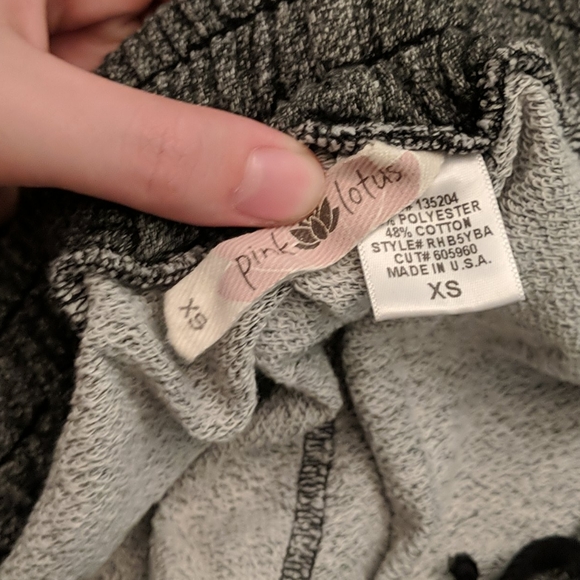 pink lotus
XS
# 135204
% POLYESTER
48% COTTON
STYLE# RHB5YBA
CUT# 605960
MADE IN U.S.A.
XS